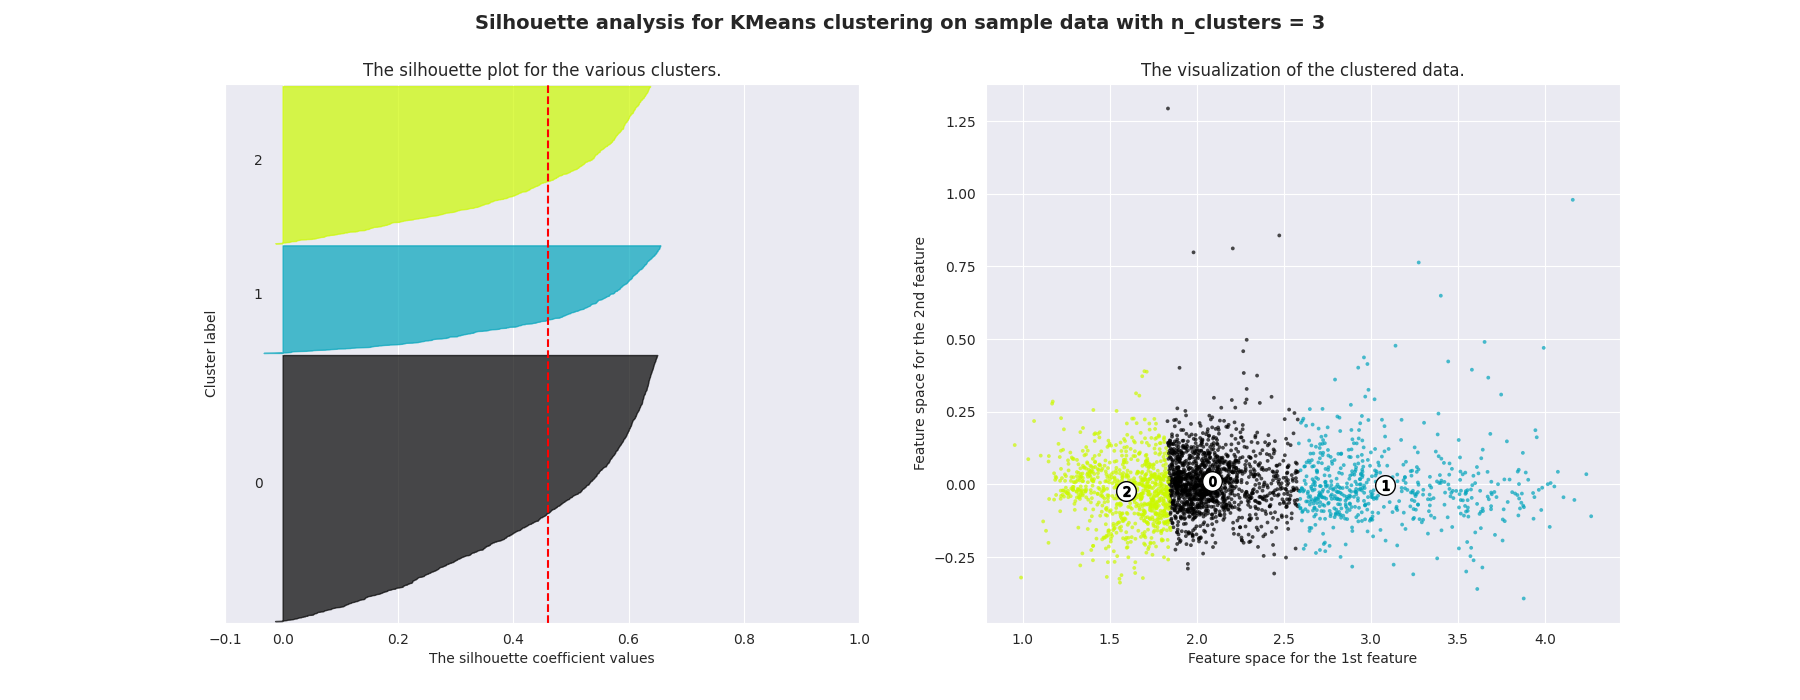 Silhouette analysis for KMeans clustering on sample data with n_clusters = 3
The silhouette plot for the various clusters.
Cluster label
2
1
0
−0.1 0.0 0.2 0.4 0.6 0.8 1.0
The silhouette coefficient values
The visualization of the clustered data.
Feature space for the 2nd feature
1.25
1.00
0.75
0.50
0.25
0.00
−0.25
2 0 1
1.0 1.5 2.0 2.5 3.0 3.5 4.0
Feature space for the 1st feature